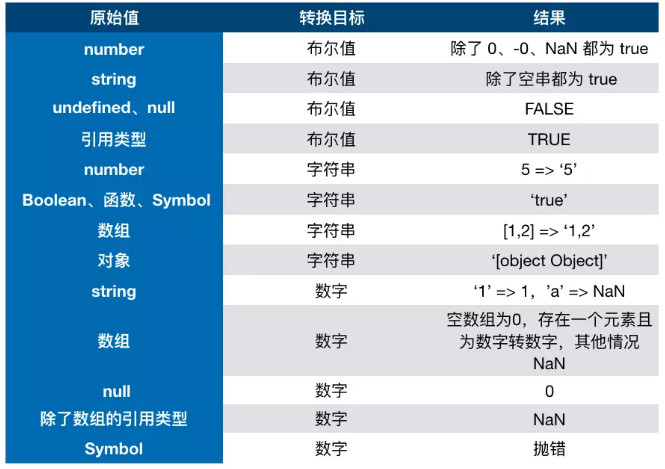 原始值 转换目标 结果
number 布尔值 除了 0、-0、NaN 都为 true
string 布尔值 除了空串都为 true
undefined、null 布尔值 FALSE
引用类型 布尔值 TRUE
number 字符串 5 => ‘5’
Boolean、函数、Symbol 字符串 ‘true’
数组 字符串 [1,2] => ‘1,2’
对象 字符串 ‘[object Object]’
string 数字 ‘1’ => 1，’a’ => NaN
数组 数字 空数组为0，存在一个元素且
为数字转数字，其他情况
NaN
null 数字 0
除了数组的引用类型 数字 NaN
Symbol 数字 抛错